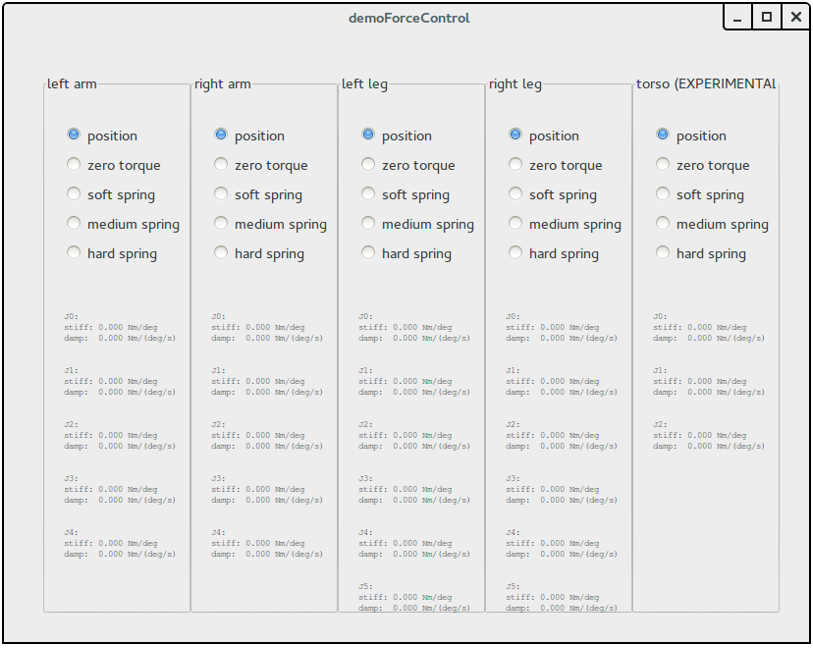 demoForceControl
left arm
position
zero torque
soft spring
medium spring
hard spring
J0:
stiff: 0.000 Nm/deg
damp: 0.000 Nm/(deg/s)
J1:
stiff: 0.000 Nm/deg
damp: 0.000 Nm/(deg/s)
J2:
stiff: 0.000 Nm/deg
damp: 0.000 Nm/(deg/s)
J3:
stiff: 0.000 Nm/deg
damp: 0.000 Nm/(deg/s)
J4:
stiff: 0.000 Nm/deg
damp: 0.000 Nm/(deg/s)
right arm
position
zero torque
soft spring
medium spring
hard spring
J0:
stiff: 0.000 Nm/deg
damp: 0.000 Nm/(deg/s)
J1:
stiff: 0.000 Nm/deg
damp: 0.000 Nm/(deg/s)
J2:
stiff: 0.000 Nm/deg
damp: 0.000 Nm/(deg/s)
J3:
stiff: 0.000 Nm/deg
damp: 0.000 Nm/(deg/s)
J4:
stiff: 0.000 Nm/deg
damp: 0.000 Nm/(deg/s)
left leg
position
zero torque
soft spring
medium spring
hard spring
J0:
stiff: 0.000 Nm/deg
damp: 0.000 Nm/(deg/s)
J1:
stiff: 0.000 Nm/deg
damp: 0.000 Nm/(deg/s)
J2:
stiff: 0.000 Nm/deg
damp: 0.000 Nm/(deg/s)
J3:
stiff: 0.000 Nm/deg
damp: 0.000 Nm/(deg/s)
J4:
stiff: 0.000 Nm/deg
damp: 0.000 Nm/(deg/s)
J5:
stiff: 0.000 Nm/deg
damp: 0.000 Nm/(deg/s)
right leg
position
zero torque
soft spring
medium spring
hard spring
J0:
stiff: 0.000 Nm/deg
damp: 0.000 Nm/(deg/s)
J1:
stiff: 0.000 Nm/deg
damp: 0.000 Nm/(deg/s)
J2:
stiff: 0.000 Nm/deg
damp: 0.000 Nm/(deg/s)
J3:
stiff: 0.000 Nm/deg
damp: 0.000 Nm/(deg/s)
J4:
stiff: 0.000 Nm/deg
damp: 0.000 Nm/(deg/s)
J5:
stiff: 0.000 Nm/deg
damp: 0.000 Nm/(deg/s)
torso (EXPERIMENTAL
position
zero torque
soft spring
medium spring
hard spring
J0:
stiff: 0.000 Nm/deg
damp: 0.000 Nm/(deg/s)
J1:
stiff: 0.000 Nm/deg
damp: 0.000 Nm/(deg/s)
J2:
stiff: 0.000 Nm/deg
damp: 0.000 Nm/(deg/s)